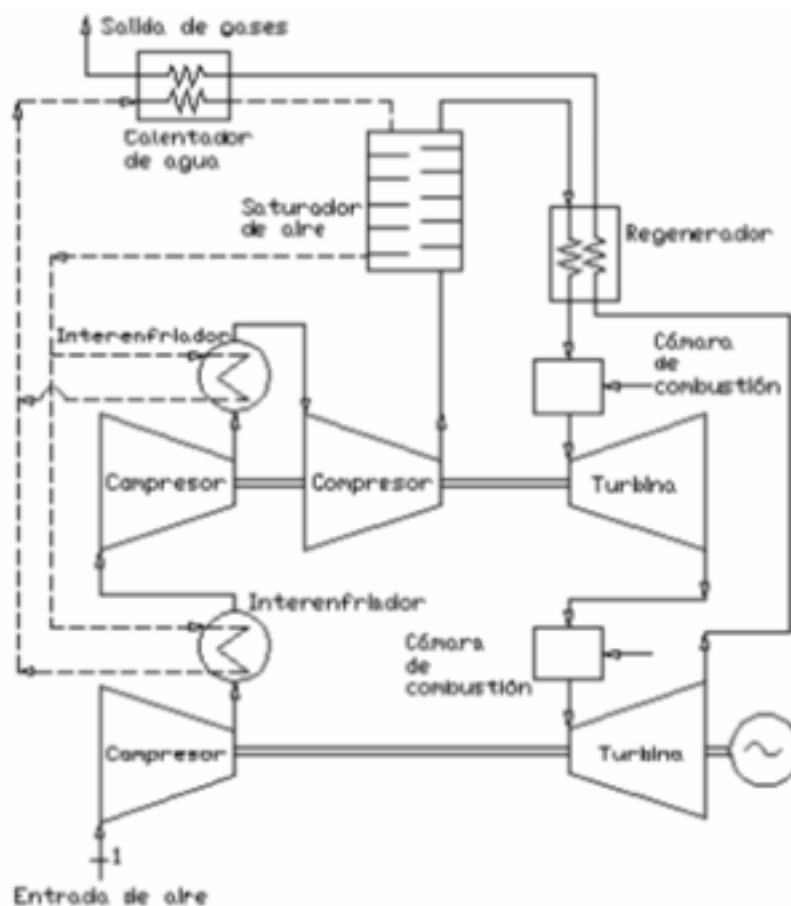 Salida de gases
Calentador
de agua
Saturador
de aire
Regenerador
Interenfriador
Cámara
de
combustión
Compresor
Compresor
Turbina
Interenfriador
Cámara
de
combustión
Compresor
Turbina
1
Entrada de aire